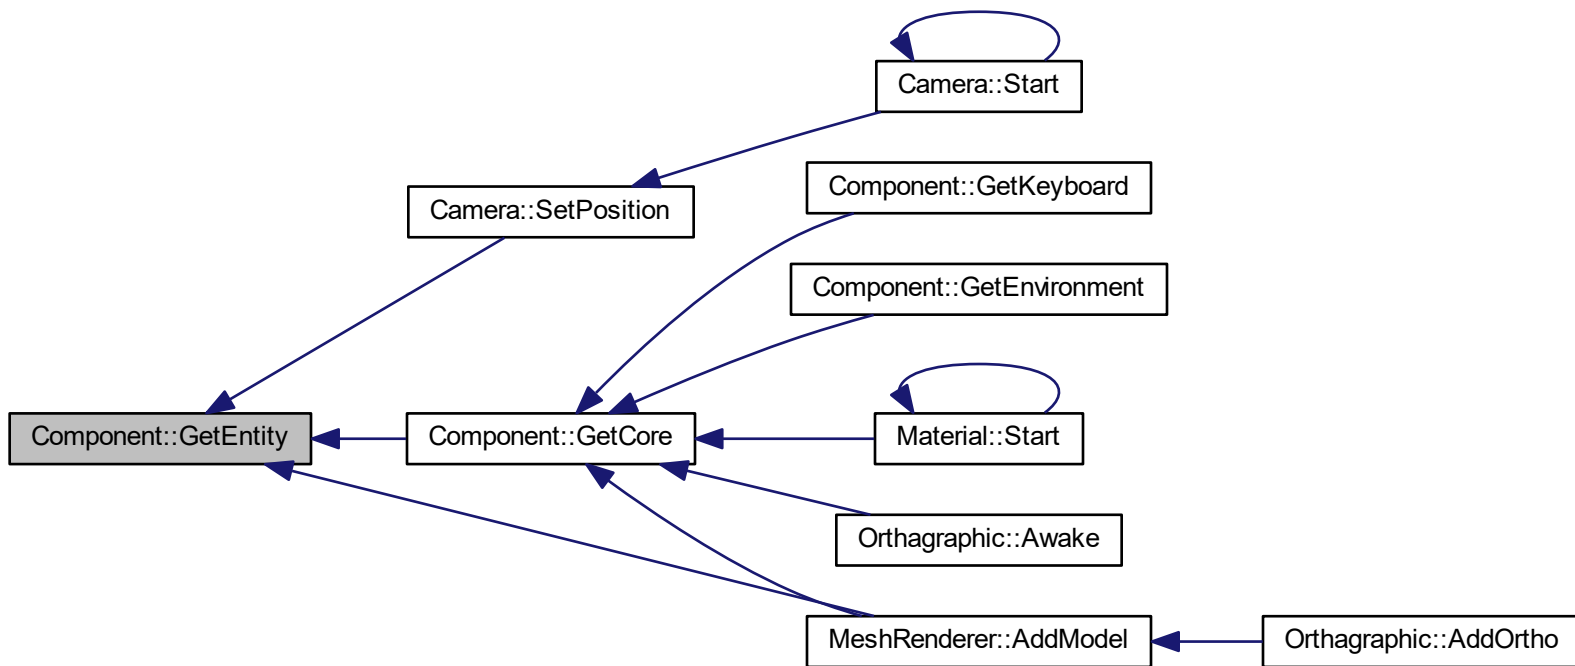 Camera::Start
Component::GetKeyboard
Camera::SetPosition
Component::GetEnvironment
Component::GetEntity
Component::GetCore
Material::Start
Orthagraphic::Awake
MeshRenderer::AddModel
Orthagraphic::AddOrtho